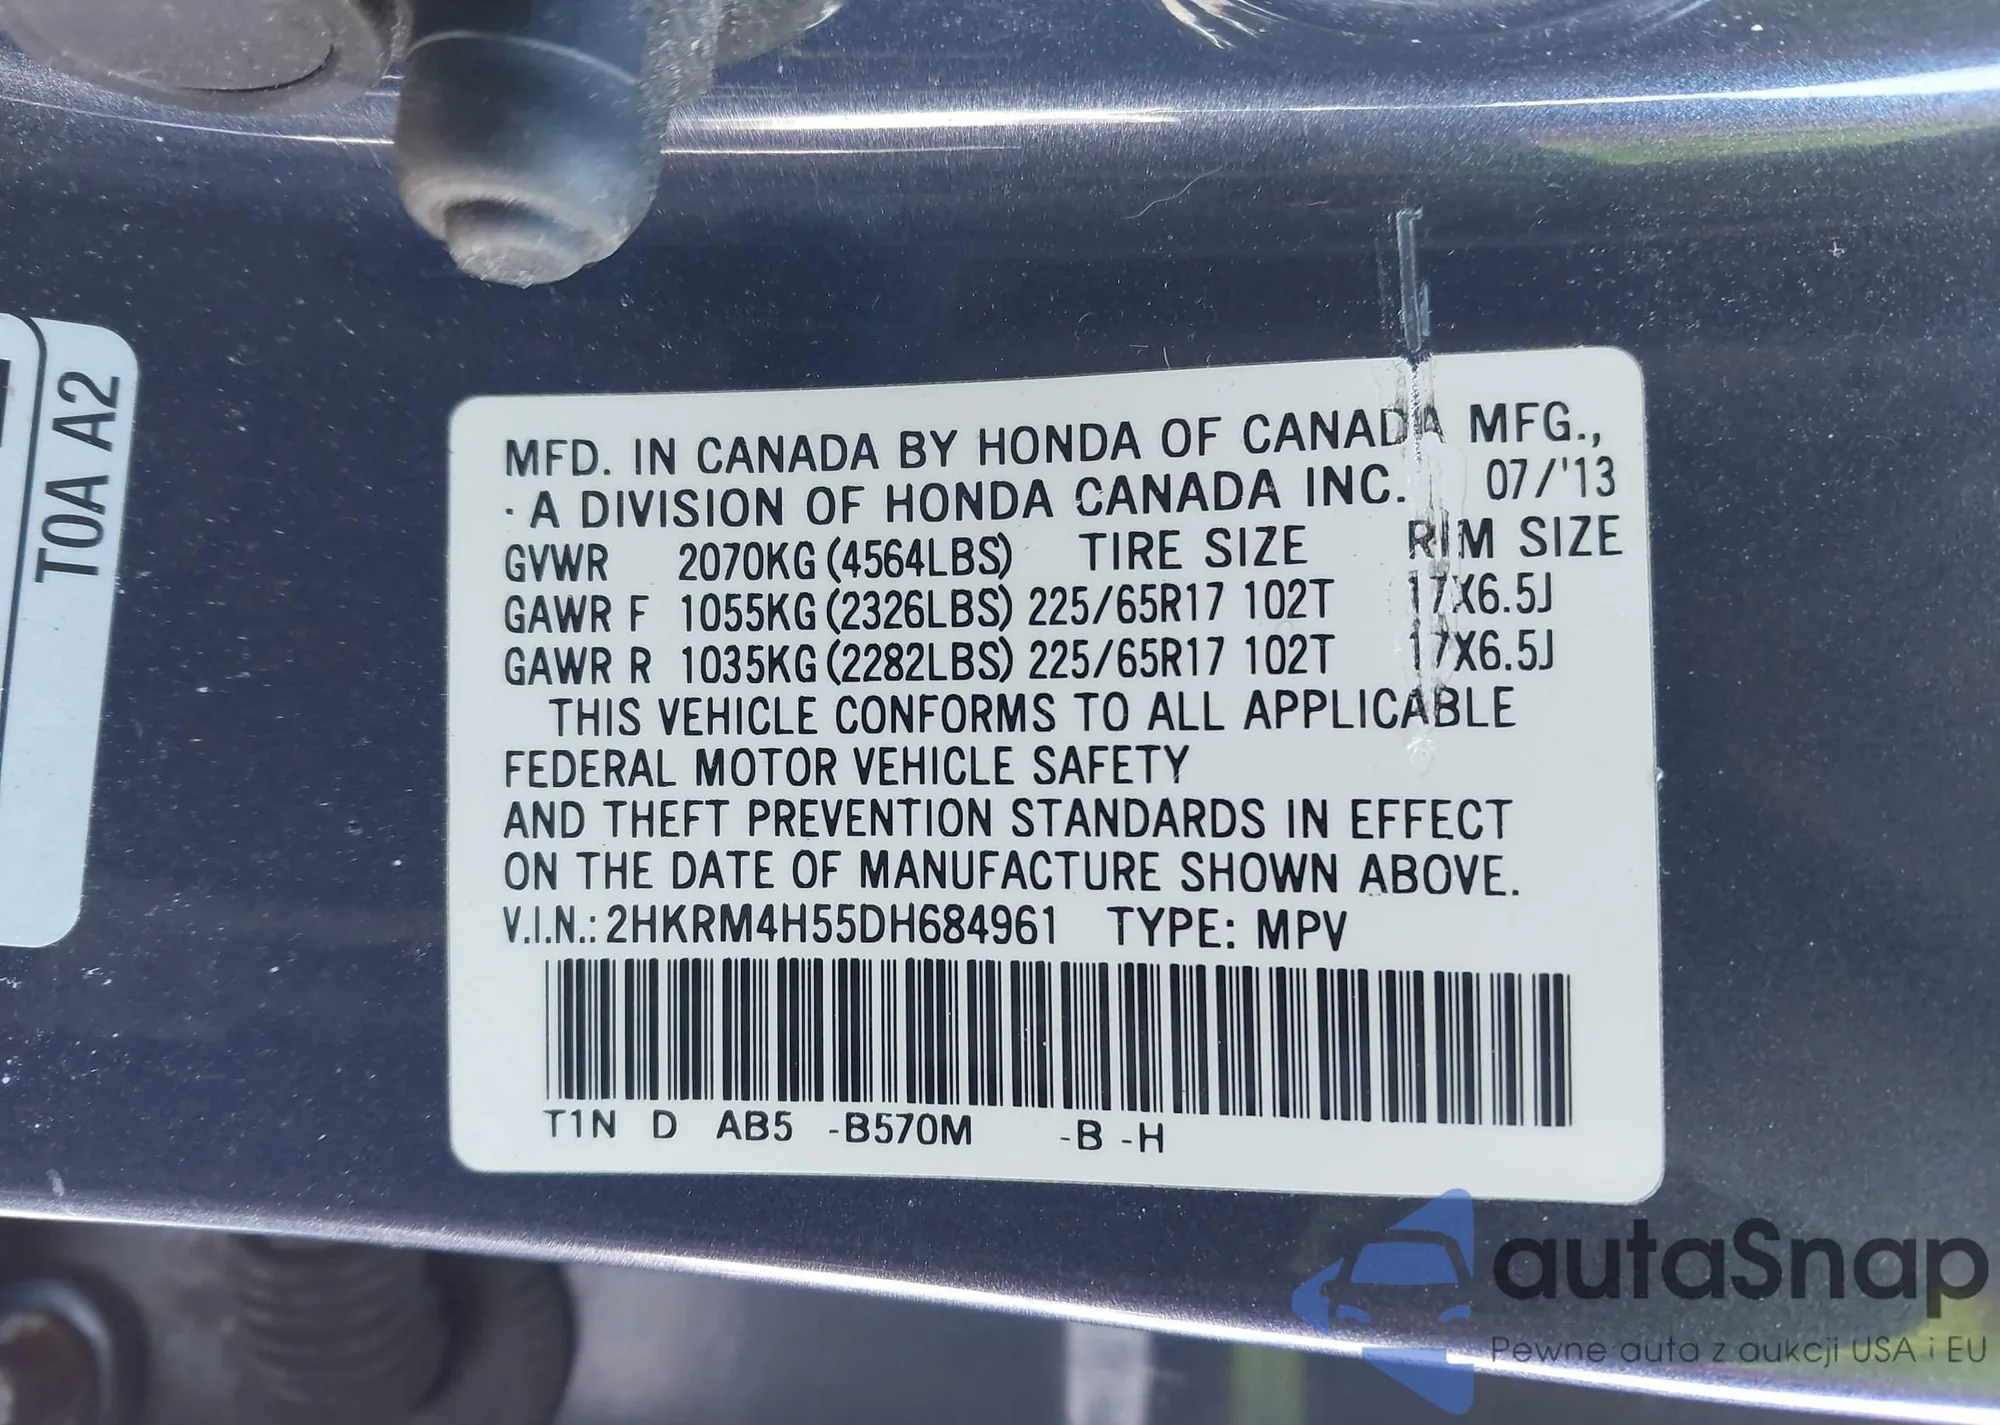 T0A A2
MFD. IN CANADA BY HONDA OF CANADA MFG.,
· A DIVISION OF HONDA CANADA INC. 07/'13
GVWR 2070KG (4564LBS) TIRE SIZE RIM SIZE
GAWR F 1055KG (2326LBS) 225/65R17 102T 17X6.5J
GAWR R 1035KG (2282LBS) 225/65R17 102T 17X6.5J
THIS VEHICLE CONFORMS TO ALL APPLICABLE
FEDERAL MOTOR VEHICLE SAFETY
AND THEFT PREVENTION STANDARDS IN EFFECT
ON THE DATE OF MANUFACTURE SHOWN ABOVE.
V.I.N.: 2HKRM4H55DH684961 TYPE: MPV
T1N D AB5 -B570M -B -H
autaSnap
Pewne auta z aukcji USA i EU